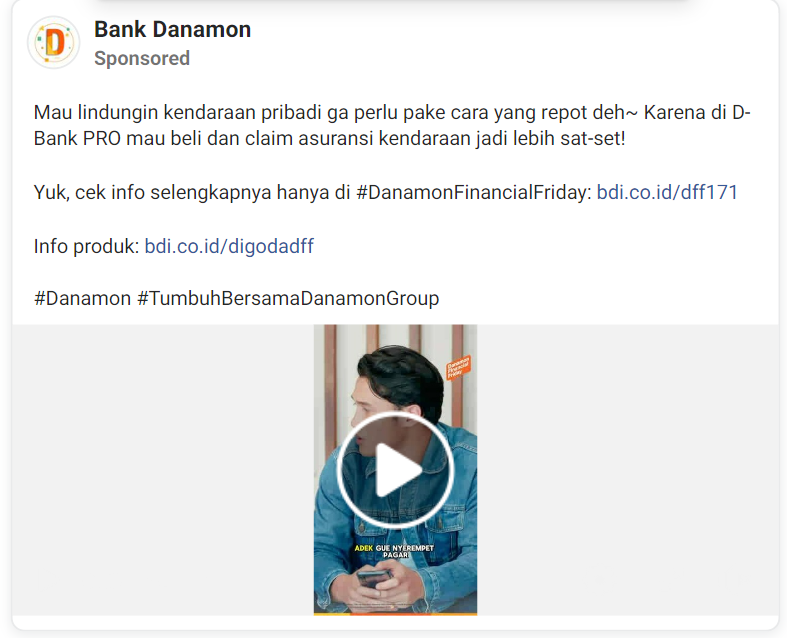 Bank Danamon
Sponsored
Mau lindungin kendaraan pribadi ga perlu pake cara yang repot deh~ Karena di D-
Bank PRO mau beli dan claim asuransi kendaraan jadi lebih sat-set!
Yuk, cek info selengkapnya hanya di #DanamonFinancialFriday: bdi.co.id/dff171
Info produk: bdi.co.id/digodadff
#Danamon #TumbuhBersamaDanamonGroup
Danamon
Financial
Friday
ADEK GUE NYEREMPET
PAGAR